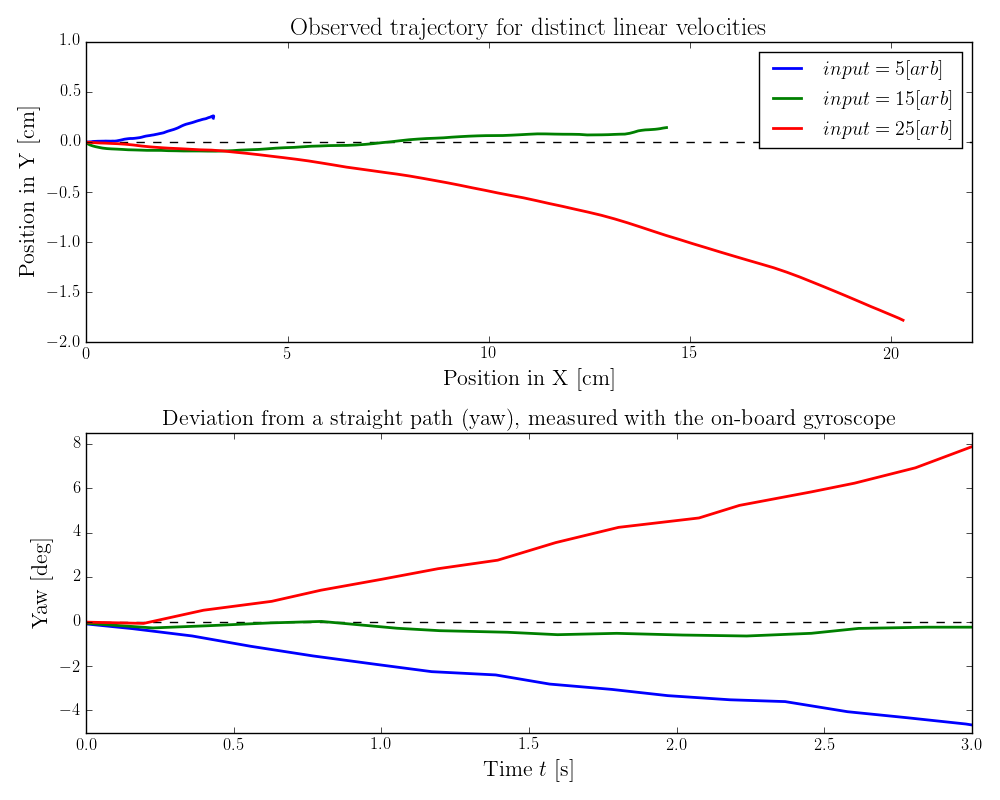 Observed trajectory for distinct linear velocities
Position in Y [cm]
1.0
0.5
0.0
−0.5
−1.0
−1.5
−2.0
input = 5[arb]
input = 15[arb]
input = 25[arb]
0 5 10 15 20
Position in X [cm]
Deviation from a straight path (yaw), measured with the on-board gyroscope
Yaw [deg]
8
6
4
2
0
−2
−4
0.0 0.5 1.0 1.5 2.0 2.5 3.0
Time t [s]